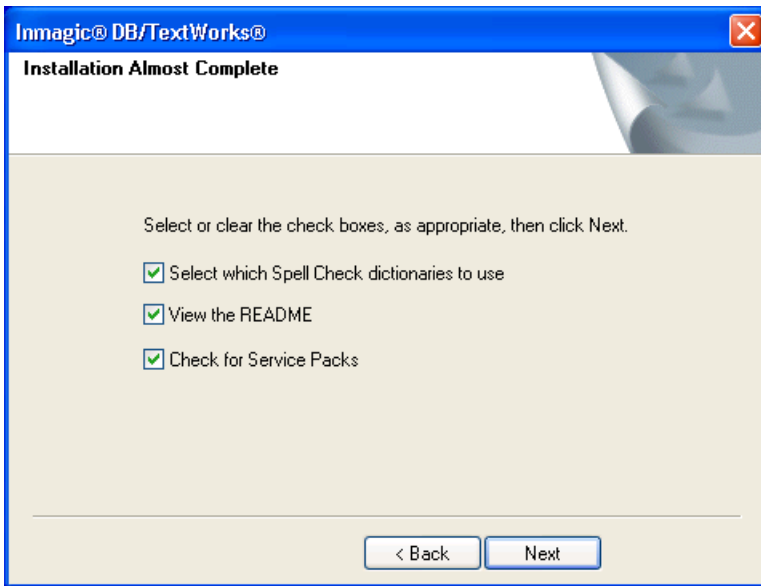 Inmagic® DB/TextWorks®
Installation Almost Complete
Select or clear the check boxes, as appropriate, then click Next.
Select which Spell Check dictionaries to use
View the README
Check for Service Packs
< Back
Next